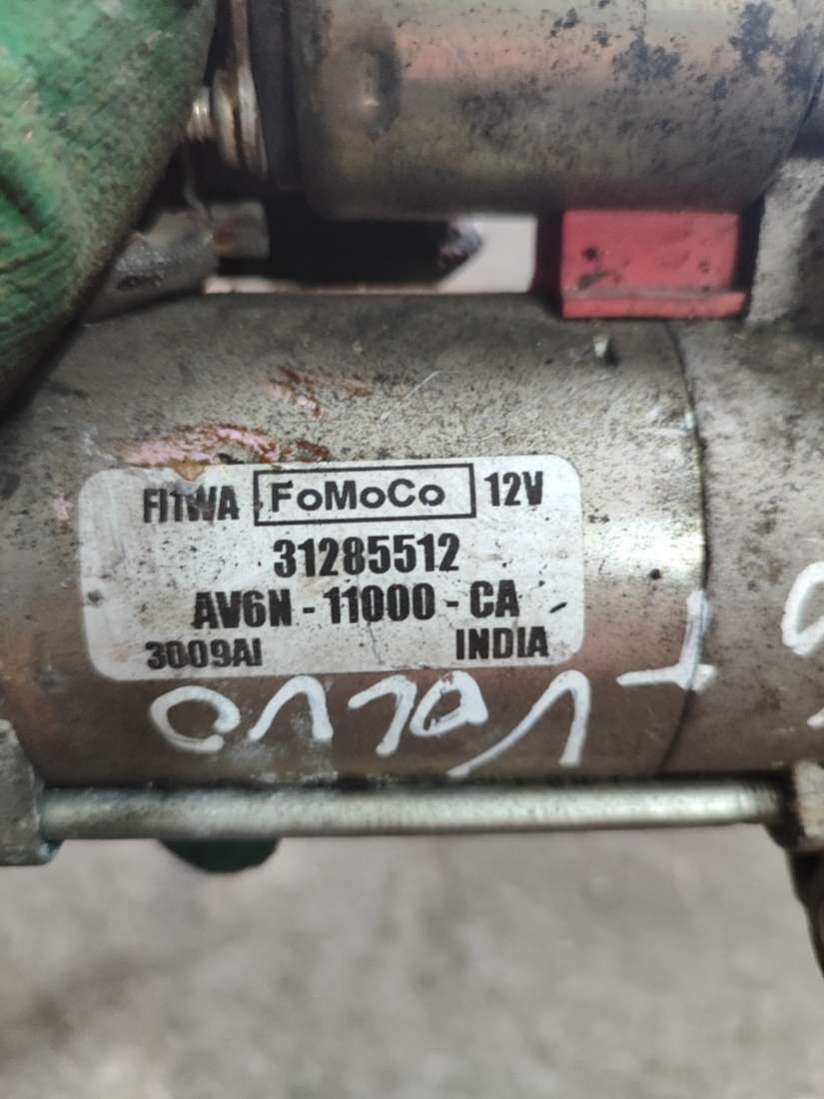 FITWA FoMoCo 12V
31285512
AV6N - 11000 - CA
3009AI INDIA
VOLVO